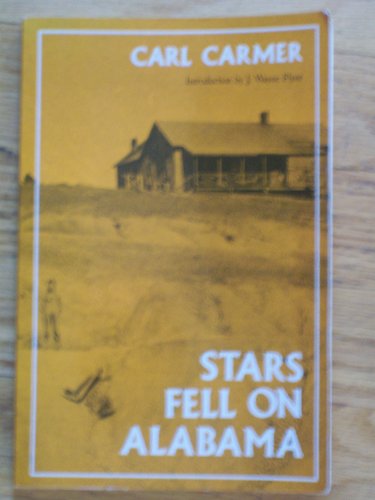 CARL CARMER
Introduction by J. Wayne Flynt
STARS
FELL ON
ALABAMA